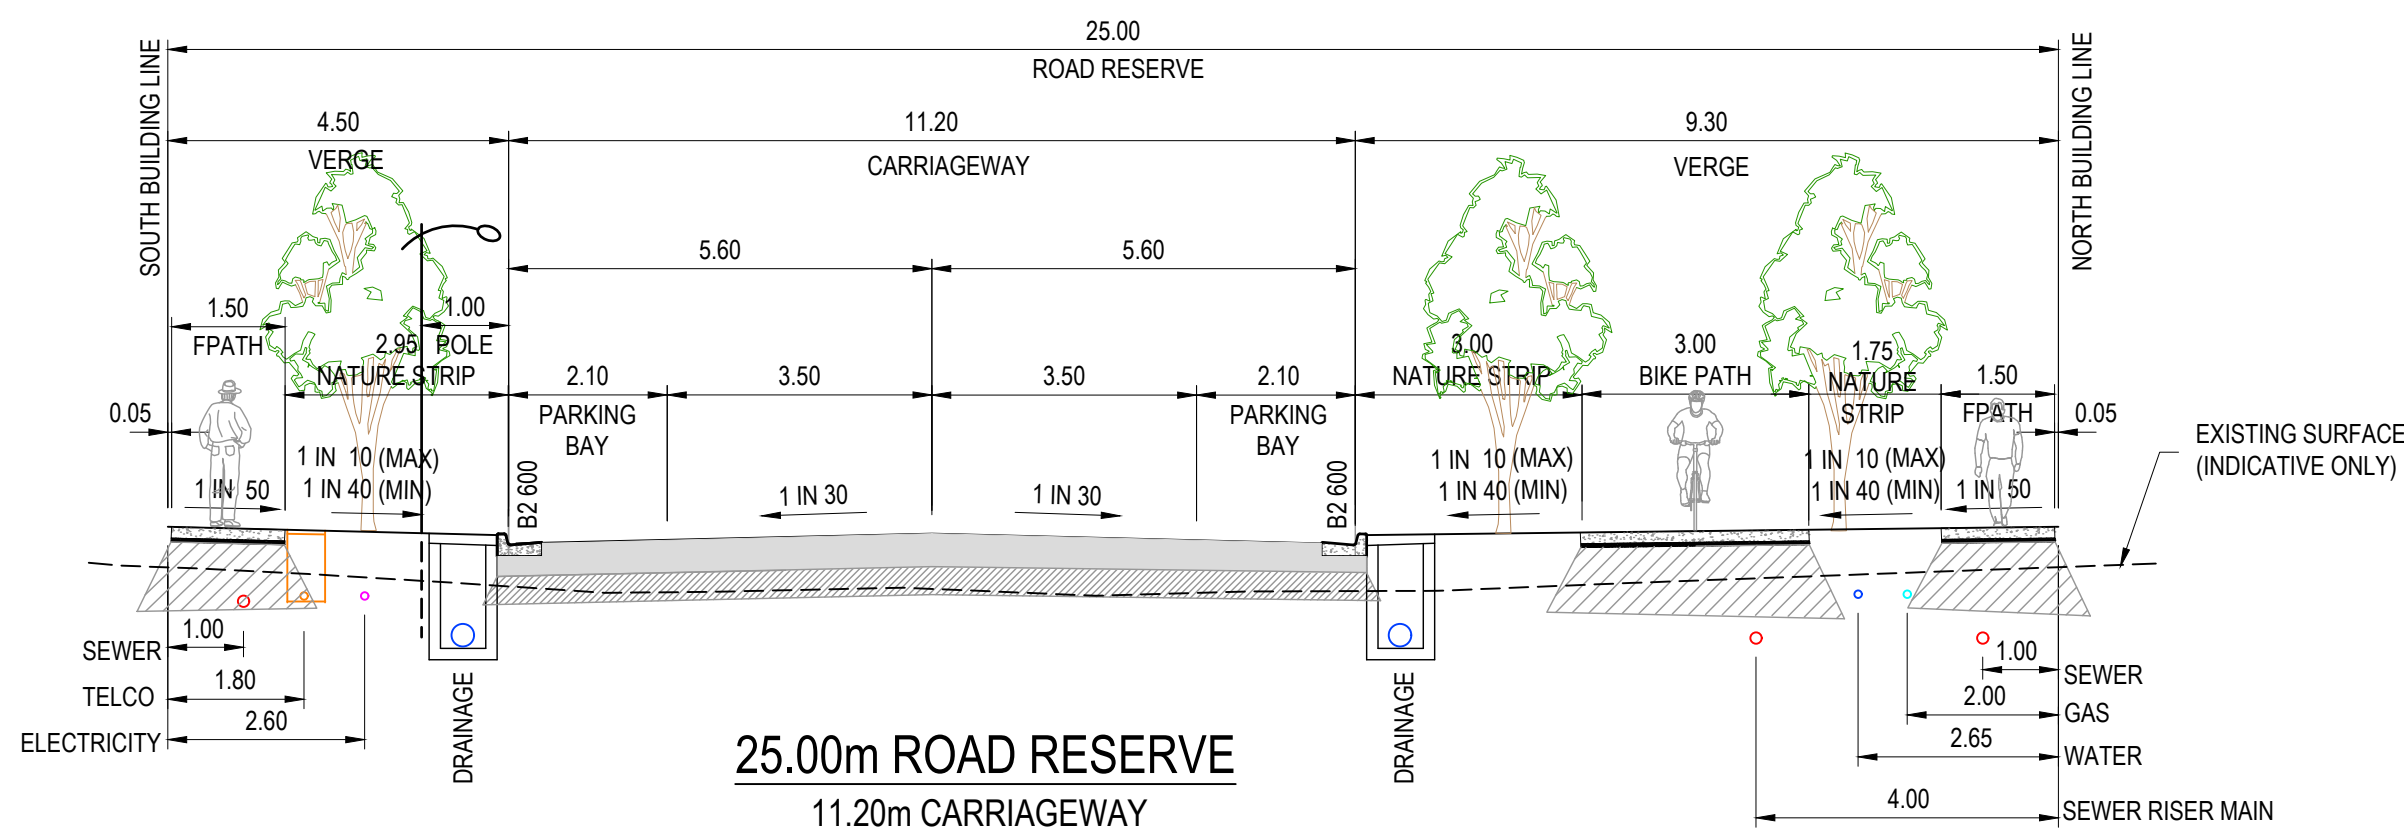 25.00
ROAD RESERVE
SOUTH BUILDING LINE
NORTH BUILDING LINE
4.50
VERGE
11.20
CARRIAGEWAY
9.30
VERGE
5.60
5.60
1.50
FPATH
1.00
POLE
2.95
NATURE STRIP
2.10
PARKING
BAY
3.50
3.50
2.10
PARKING
BAY
3.00
NATURE STRIP
3.00
BIKE PATH
1.75
NATURE
STRIP
1.50
FPATH
0.05
0.05
EXISTING SURFACE
(INDICATIVE ONLY)
1 IN 50
1 IN 10 (MAX)
1 IN 40 (MIN)
B2 600
1 IN 30
1 IN 30
B2 600
1 IN 10 (MAX)
1 IN 40 (MIN)
1 IN 10 (MAX)
1 IN 40 (MIN)
1 IN 50
1.00
SEWER
1.80
TELCO
2.60
ELECTRICITY
DRAINAGE
DRAINAGE
1.00
SEWER
2.00
GAS
2.65
WATER
4.00
SEWER RISER MAIN
25.00m ROAD RESERVE
11.20m CARRIAGEWAY